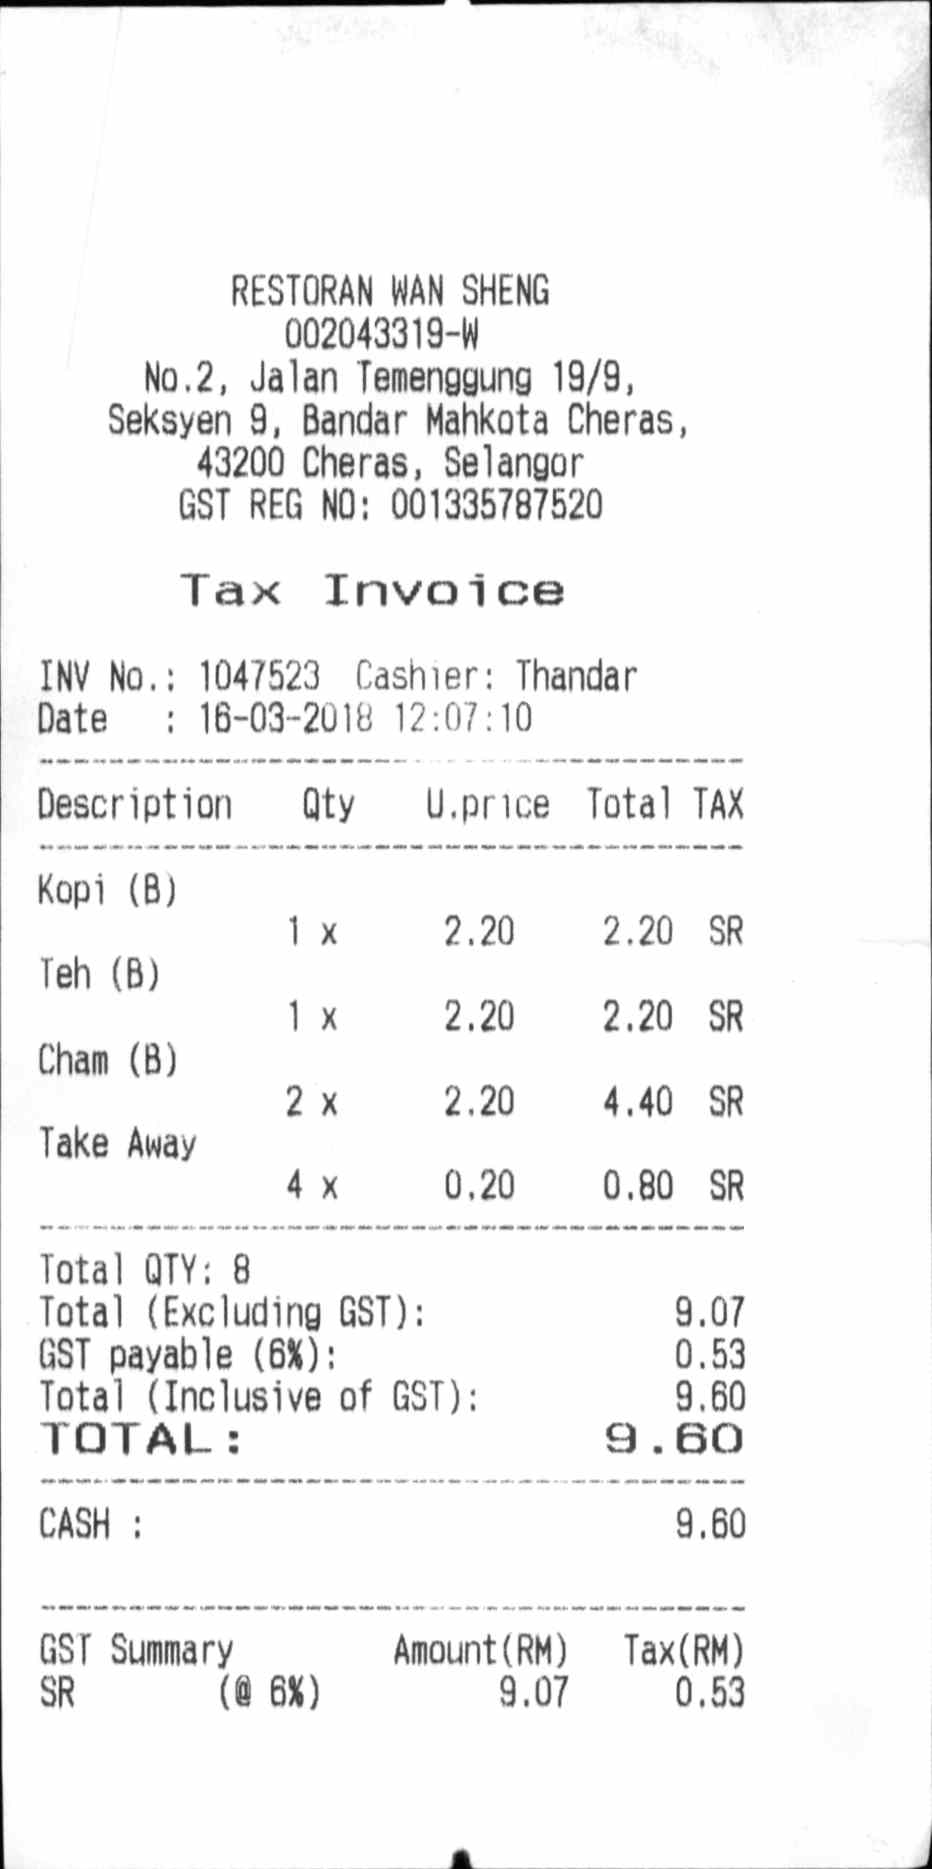 RESTORAN WAN SHENG
002043319-W
No.2, Jalan Temenggung 19/9,
Seksyen 9, Bandar Mahkota Cheras,
43200 Cheras, Selangor
GST REG NO: 001335787520
Tax Invoice
INV No.: 1047523 Cashier: Thandar
Date : 16-03-2018 12:07:10
Description Qty U.price Total TAX
Kopi (B)
1 x 2.20 2.20 SR
Teh (B)
1 x 2.20 2.20 SR
Cham (B)
2 x 2.20 4.40 SR
Take Away
4 x 0.20 0.80 SR
Total QTY: 8
Total (Excluding GST): 9.07
GST payable (6%): 0.53
Total (Inclusive of GST): 9.60
TOTAL: 9.60
CASH : 9.60
GST Summary Amount(RM) Tax(RM)
SR (@ 6%) 9.07 0.53